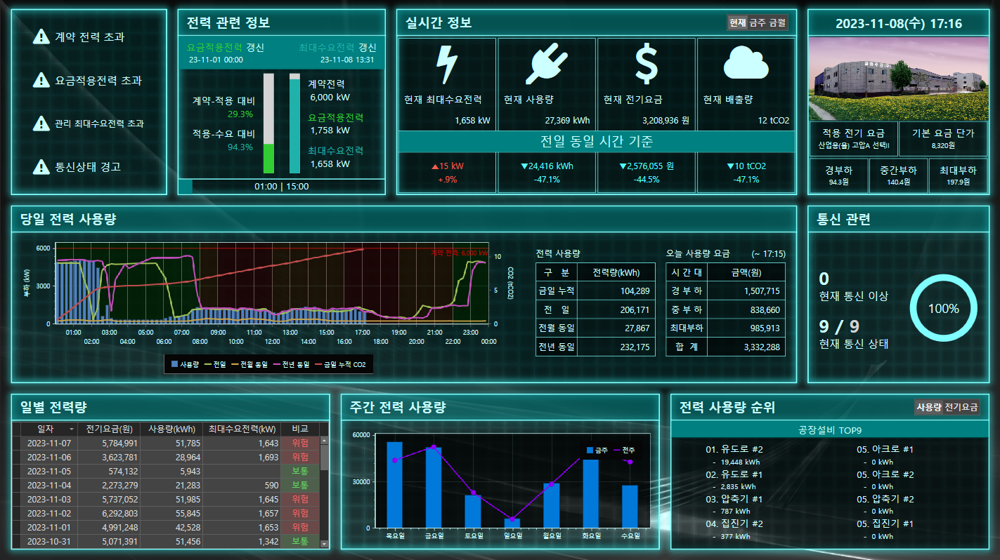 계약 전력 초과
요금적용전력 초과
관리 최대수요전력 초과
통신상태 경고
전력 관련 정보
요금적용전력 갱신
23-11-01 00:00
최대수요전력 갱신
23-11-08 13:31
계약-적용 대비
29.3%
적용-수요 대비
94.3%
계약전력
6,000 kW
요금적용전력
1,758 kW
최대수요전력
1,658 kW
01:00 | 15:00
실시간 정보
현재 금주 금월
현재 최대수요전력
1,658 kW
현재 사용량
27,369 kWh
현재 전기요금
3,208,936 원
현재 배출량
12 tCO2
전일 동일 시간 기준
▲15 kW
+.9%
▼24,416 kWh
-47.1%
▼2,576,055 원
-44.5%
▼10 tCO2
-47.1%
2023-11-08(수) 17:16
적용 전기 요금
산업용(을) 고압A 선택II
기본 요금 단가
8,320원
경부하
94.3원
중간부하
140.4원
최대부하
197.9원
당일 전력 사용량
계약 전력: 6,000 kW
부하 (kW)
6000
3000
0
CO2 (tCO2)
10
5
0
01:00 03:00 05:00 07:00 09:00 11:00 13:00 15:00 17:00 19:00 21:00 23:00
02:00 04:00 06:00 08:00 10:00 12:00 14:00 16:00 18:00 20:00 22:00 00:00
사용량 전일 전월 동일 전년 동일 금일 누적 CO2
전력 사용량
구 분 전력량(kWh)
금일 누적 104,289
전 일 206,171
전월 동일 27,867
전년 동일 232,175
오늘 사용량 요금 (~ 17:15)
시 간 대 금액(원)
경 부 하 1,507,715
중 부 하 838,660
최대부하 985,913
합 계 3,332,288
통신 관련
0
현재 통신 이상
9 / 9
현재 통신 상태
100%
일별 전력량
일자 전기요금(원) 사용량(kWh) 최대수요전력(kW) 비교
2023-11-07 5,784,991 51,785 1,643 위험
2023-11-06 3,623,781 28,964 1,693 위험
2023-11-05 574,132 5,943 보통
2023-11-04 2,273,279 21,283 590 보통
2023-11-03 5,737,052 51,985 1,645 위험
2023-11-02 6,292,803 55,845 1,657 위험
2023-11-01 4,991,248 42,528 1,653 위험
2023-10-31 5,071,391 51,456 1,342 보통
주간 전력 사용량
60000
30000
0
금주 전주
목요일 금요일 토요일 일요일 월요일 화요일 수요일
전력 사용량 순위
사용량 전기요금
공장설비 TOP9
01. 유도로 #2
- 19,448 kWh
02. 유도로 #1
- 2,835 kWh
03. 압축기 #1
- 787 kWh
04. 집진기 #2
- 377 kWh
05. 아크로 #1
- 0 kWh
05. 아크로 #2
- 0 kWh
05. 압축기 #2
- 0 kWh
05. 집진기 #1
- 0 kWh